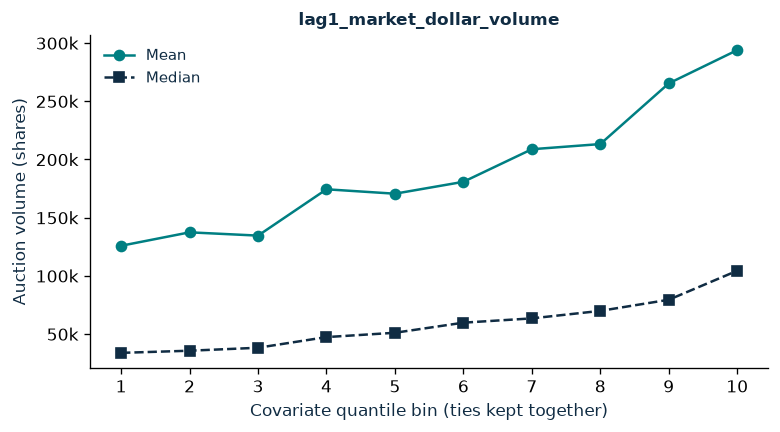 lag1_market_dollar_volume
Mean
Median
Auction volume (shares)
300k
250k
200k
150k
100k
50k
1 2 3 4 5 6 7 8 9 10
Covariate quantile bin (ties kept together)